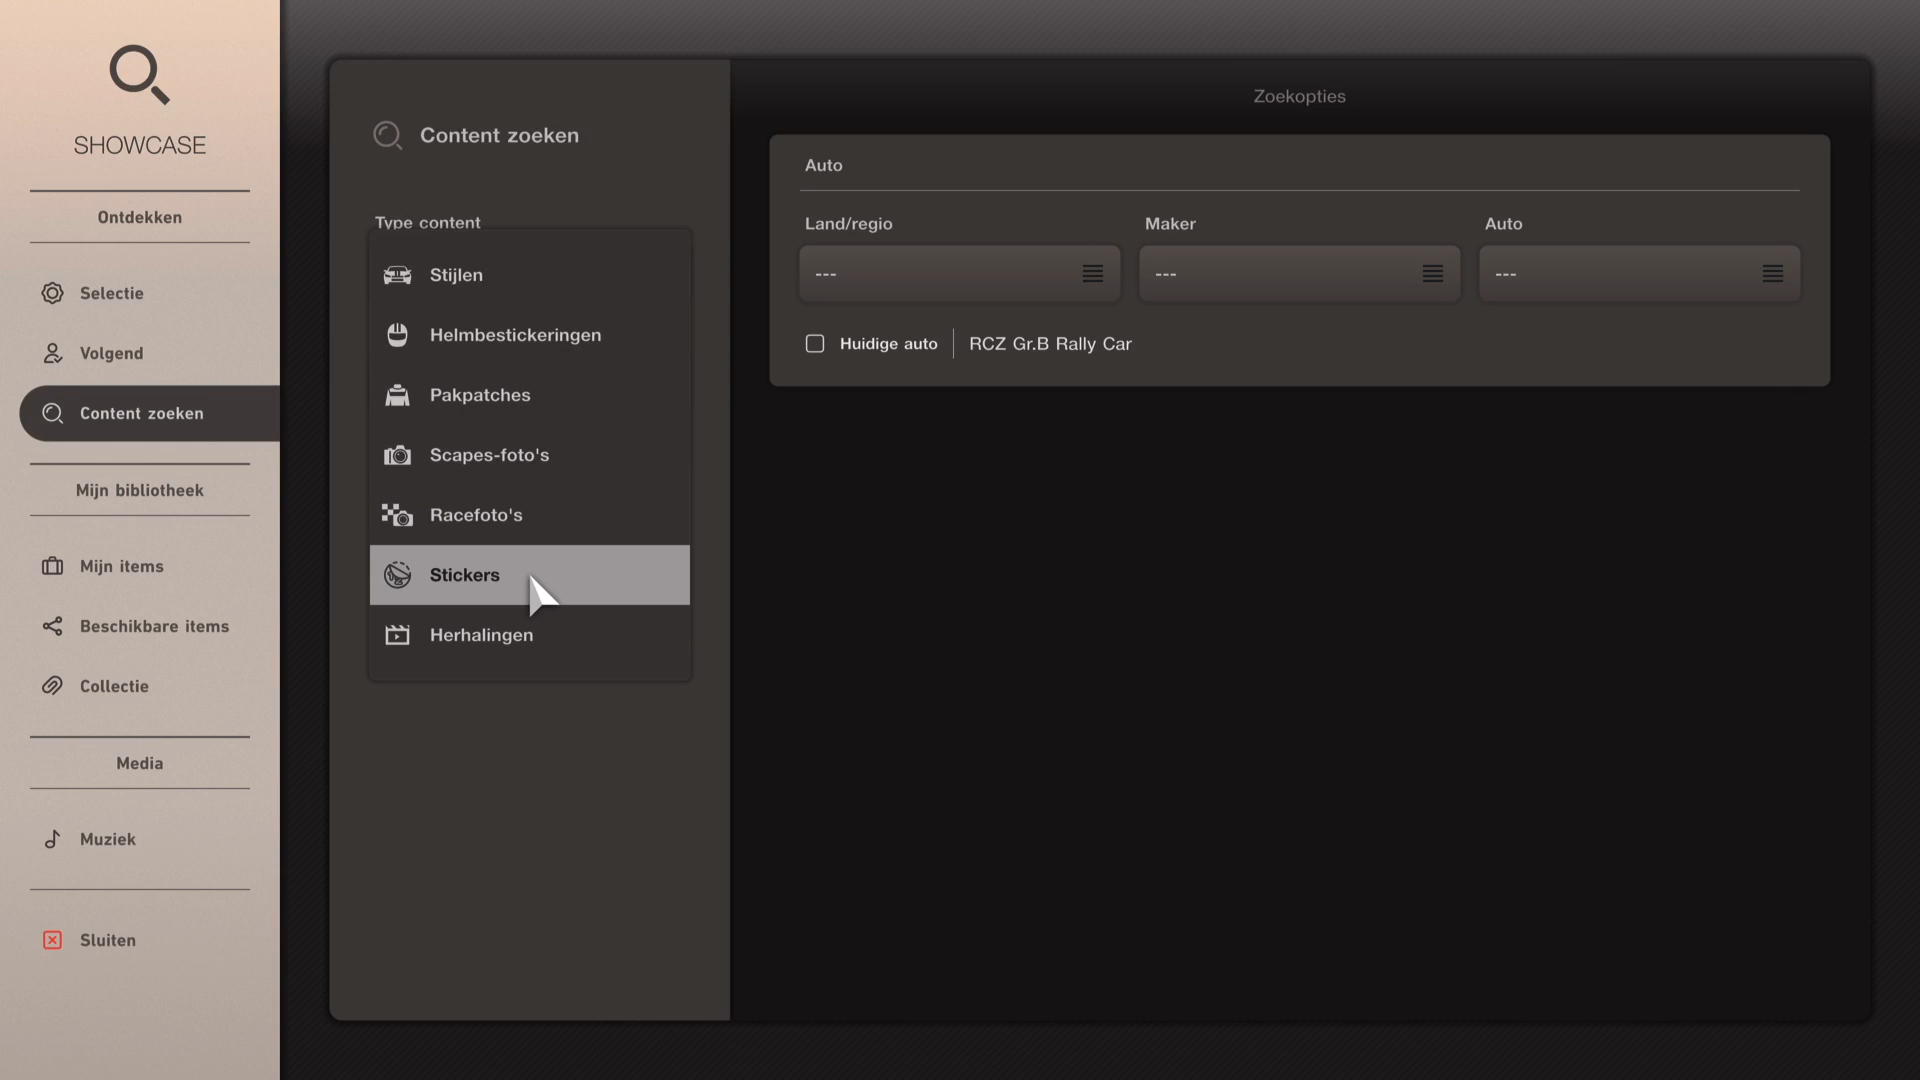 SHOWCASE
Ontdekken
Selectie
Volgend
Content zoeken
Mijn bibliotheek
Mijn items
Beschikbare items
Collectie
Media
Muziek
Sluiten
Content zoeken
Type content
Stijlen
Helmbestickeringen
Pakpatches
Scapes-foto's
Racefoto's
Stickers
Herhalingen
Zoekopties
Auto
Land/regio Maker Auto
--- --- ---
Huidige auto RCZ Gr.B Rally Car